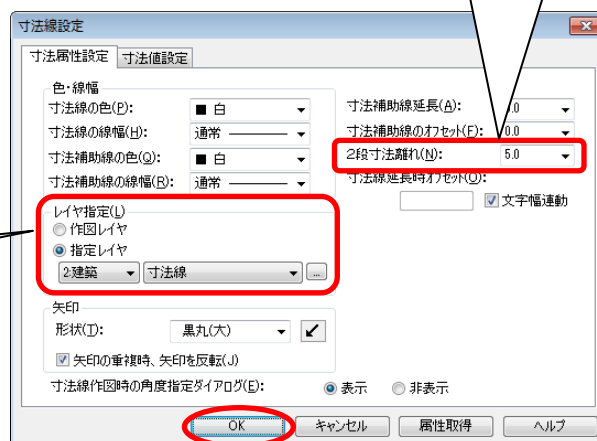 寸法線設定
寸法属性設定 寸法値設定
色・線幅
寸法線の色(P): 白
寸法線の線幅(H): 通常
寸法補助線の色(Q): 白
寸法補助線の線幅(R): 通常
レイヤ指定(L)
作図レイヤ
指定レイヤ
2:建築 寸法線 ...
矢印
形状(T): 黒丸(大)
矢印の重複時、矢印を反転(J)
寸法線作図時の角度指定ダイアログ(E): 表示 非表示
寸法補助線延長(A): .0
寸法補助線のオフセット(F): 0.0
2段寸法離れ(N): 5.0
寸法線延長時オフセット(O):
文字幅連動
OK キャンセル 属性取得 ヘルプ